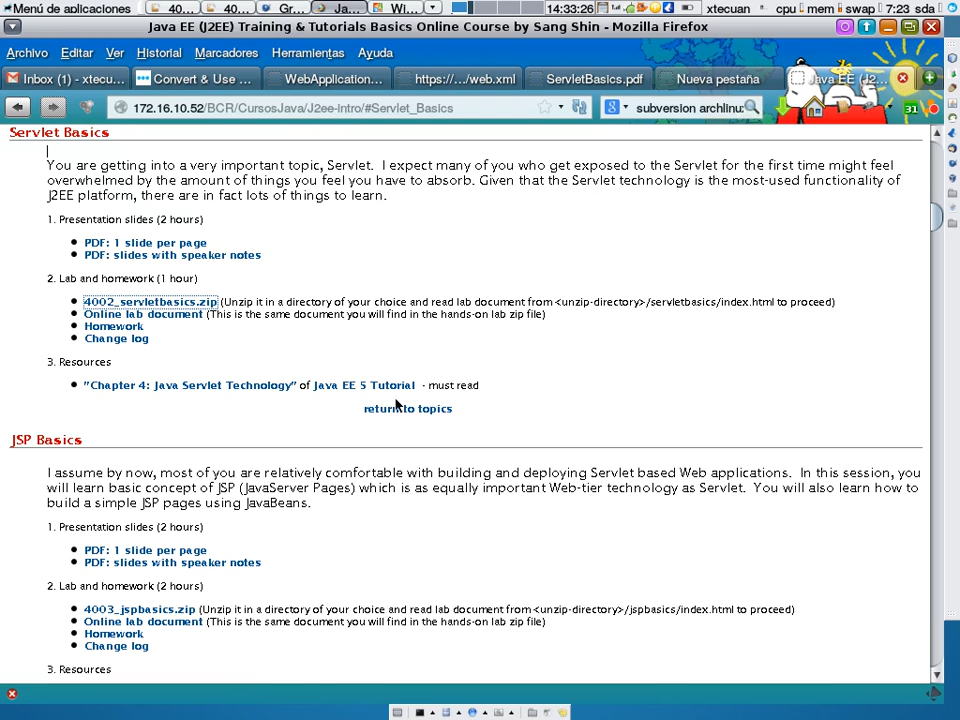 Menú de aplicaciones 40... 40... Gr... Ja... Wi... 14:33:26 xtecuan cpu mem swap 7:23 sda
Java EE (J2EE) Training & Tutorials Basics Online Course by Sang Shin - Mozilla Firefox
Archivo Editar Ver Historial Marcadores Herramientas Ayuda
Inbox (1) - xtecu... Convert & Use ... WebApplication... https://.../web.xml ServletBasics.pdf Nueva pestaña Java EE (J2...
172.16.10.52/BCR/CursosJava/J2ee-intro/#Servlet_Basics subversion archlinu 31
Servlet Basics
You are getting into a very important topic, Servlet. I expect many of you who get exposed to the Servlet for the first time might feel
overwhelmed by the amount of things you feel you have to absorb. Given that the Servlet technology is the most-used functionality of
J2EE platform, there are in fact lots of things to learn.
1. Presentation slides (2 hours)
PDF: 1 slide per page
PDF: slides with speaker notes
2. Lab and homework (1 hour)
4002_servletbasics.zip (Unzip it in a directory of your choice and read lab document from <unzip-directory>/servletbasics/index.html to proceed)
Online lab document (This is the same document you will find in the hands-on lab zip file)
Homework
Change log
3. Resources
"Chapter 4: Java Servlet Technology" of Java EE 5 Tutorial - must read
return to topics
JSP Basics
I assume by now, most of you are relatively comfortable with building and deploying Servlet based Web applications. In this session, you
will learn basic concept of JSP (JavaServer Pages) which is as equally important Web-tier technology as Servlet. You will also learn how to
build a simple JSP pages using JavaBeans.
1. Presentation slides (2 hours)
PDF: 1 slide per page
PDF: slides with speaker notes
2. Lab and homework (2 hours)
4003_jspbasics.zip (Unzip it in a directory of your choice and read lab document from <unzip-directory>/jspbasics/index.html to proceed)
Online lab document (This is the same document you will find in the hands-on lab zip file)
Homework
Change log
3. Resources